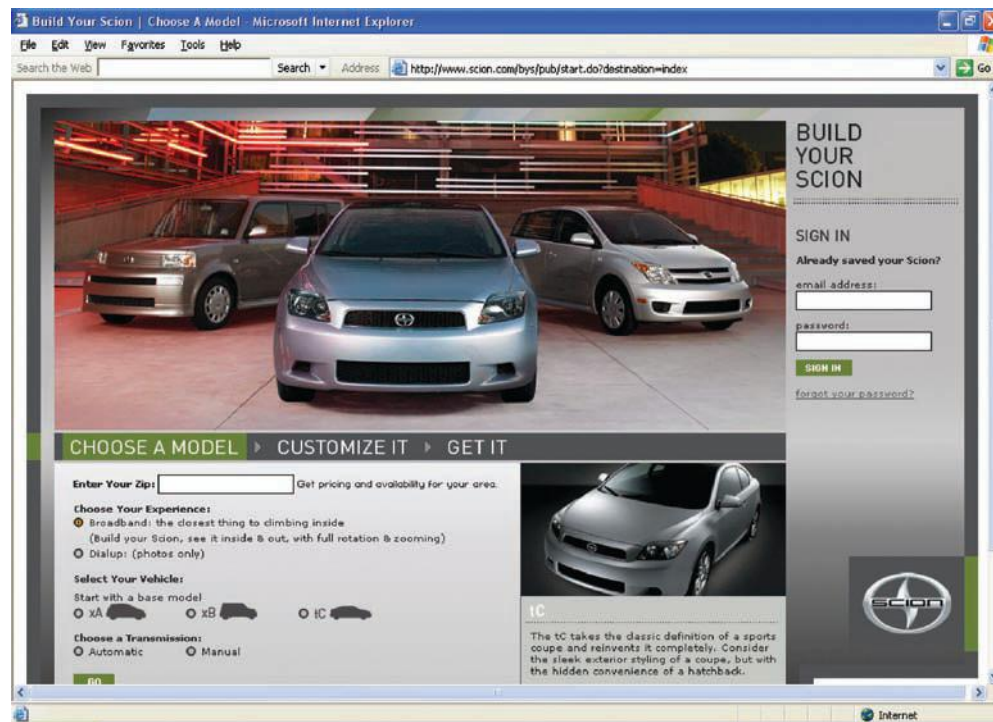 Build Your Scion | Choose A Model - Microsoft Internet Explorer
File Edit View Favorites Tools Help
Search the Web Search Address http://www.scion.com/bys/pub/start.do?destination=index Go
BUILD
YOUR
SCION
SIGN IN
Already saved your Scion?
email address:
password:
SIGN IN
forgot your password?
CHOOSE A MODEL CUSTOMIZE IT GET IT
Enter Your Zip: Get pricing and availability for your area.
Choose Your Experience:
Broadband: the closest thing to climbing inside
(Build your Scion, see it inside & out, with full rotation & zooming)
Dialup: (photos only)
Select Your Vehicle:
Start with a base model
xA xB tC
Choose a Transmission:
Automatic Manual
GO
tC
The tC takes the classic definition of a sports
coupe and reinvents it completely. Consider
the sleek exterior styling of a coupe, but with
the hidden convenience of a hatchback.
SCION
Internet